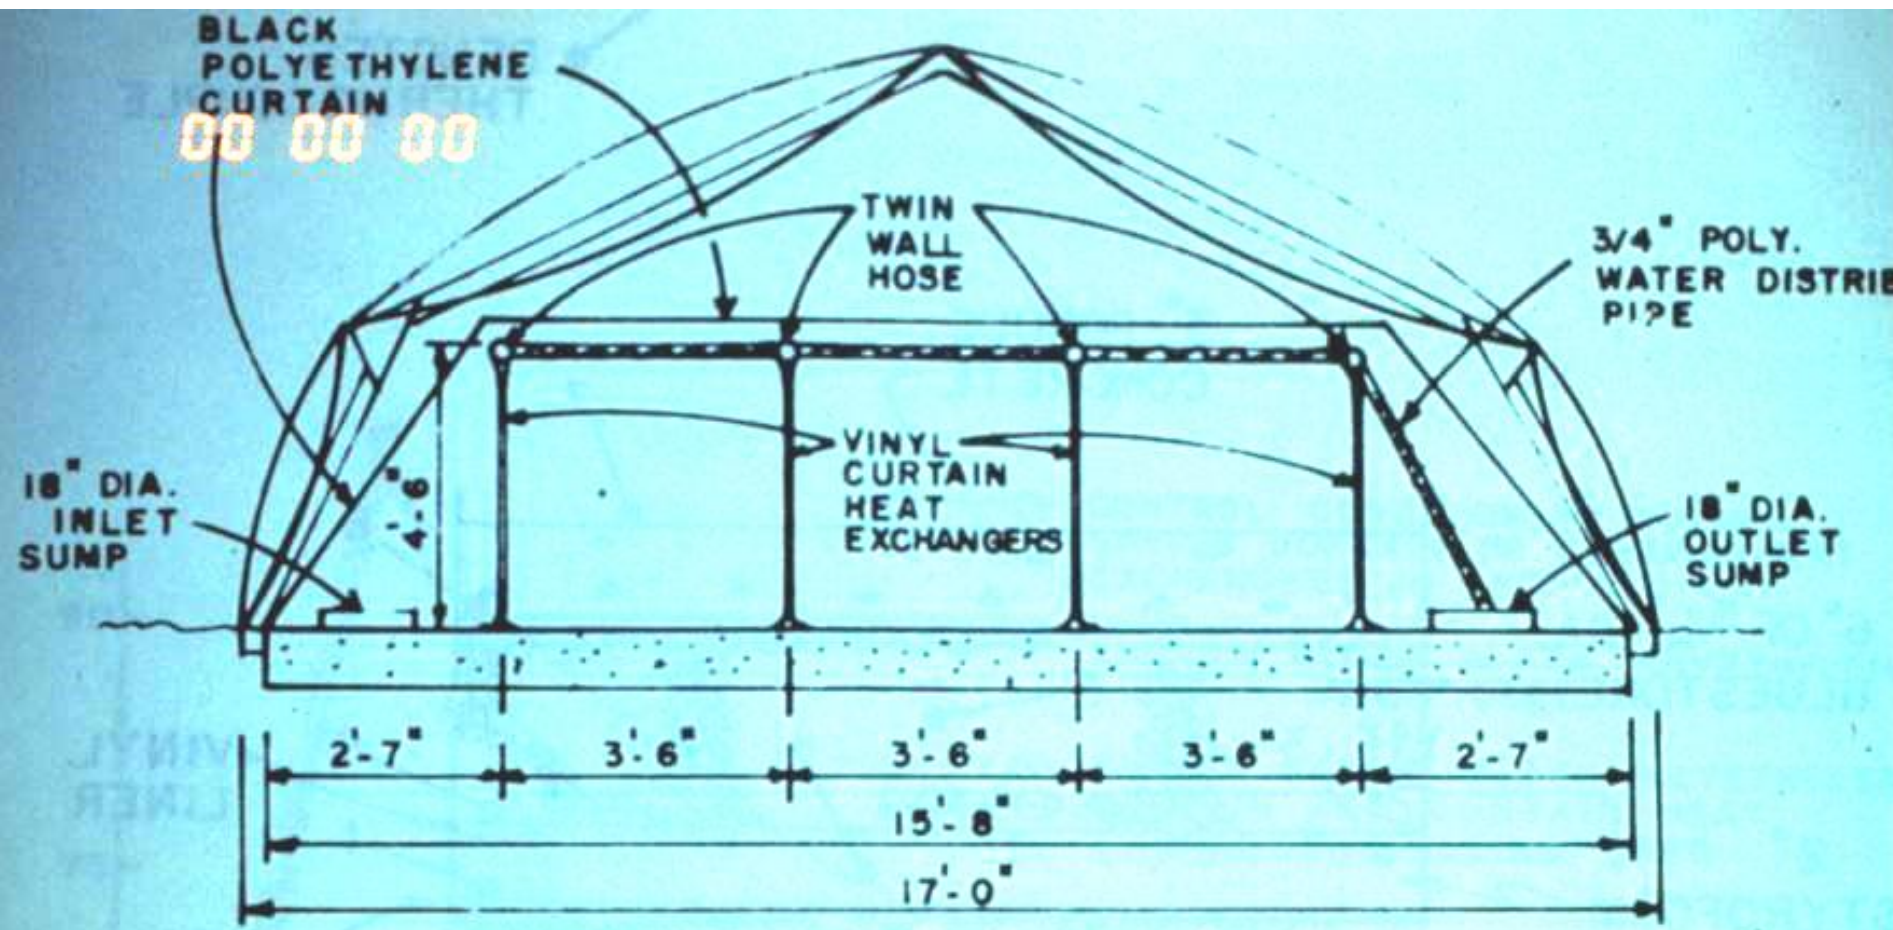 BLACK
POLYETHYLENE
CURTAIN
00 00 00
TWIN
WALL
HOSE
3/4" POLY.
WATER DISTRIB
PIPE
18" DIA.
INLET
SUMP
4'-6"
VINYL
CURTAIN
HEAT
EXCHANGERS
18" DIA.
OUTLET
SUMP
2'-7" 3'-6" 3'-6" 3'-6" 2'-7"
15'-8"
17'-0"
VINYL
LINER